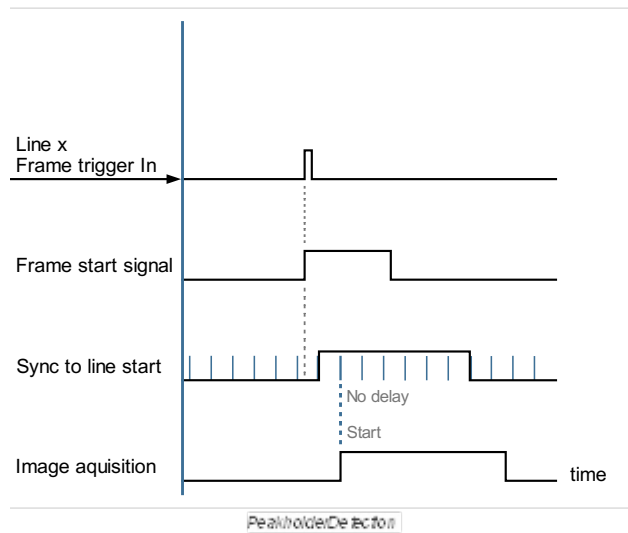 Line x
Frame trigger In
Frame start signal
Sync to line start
No delay
Start
Image aquisition
time
PeakholderDetection